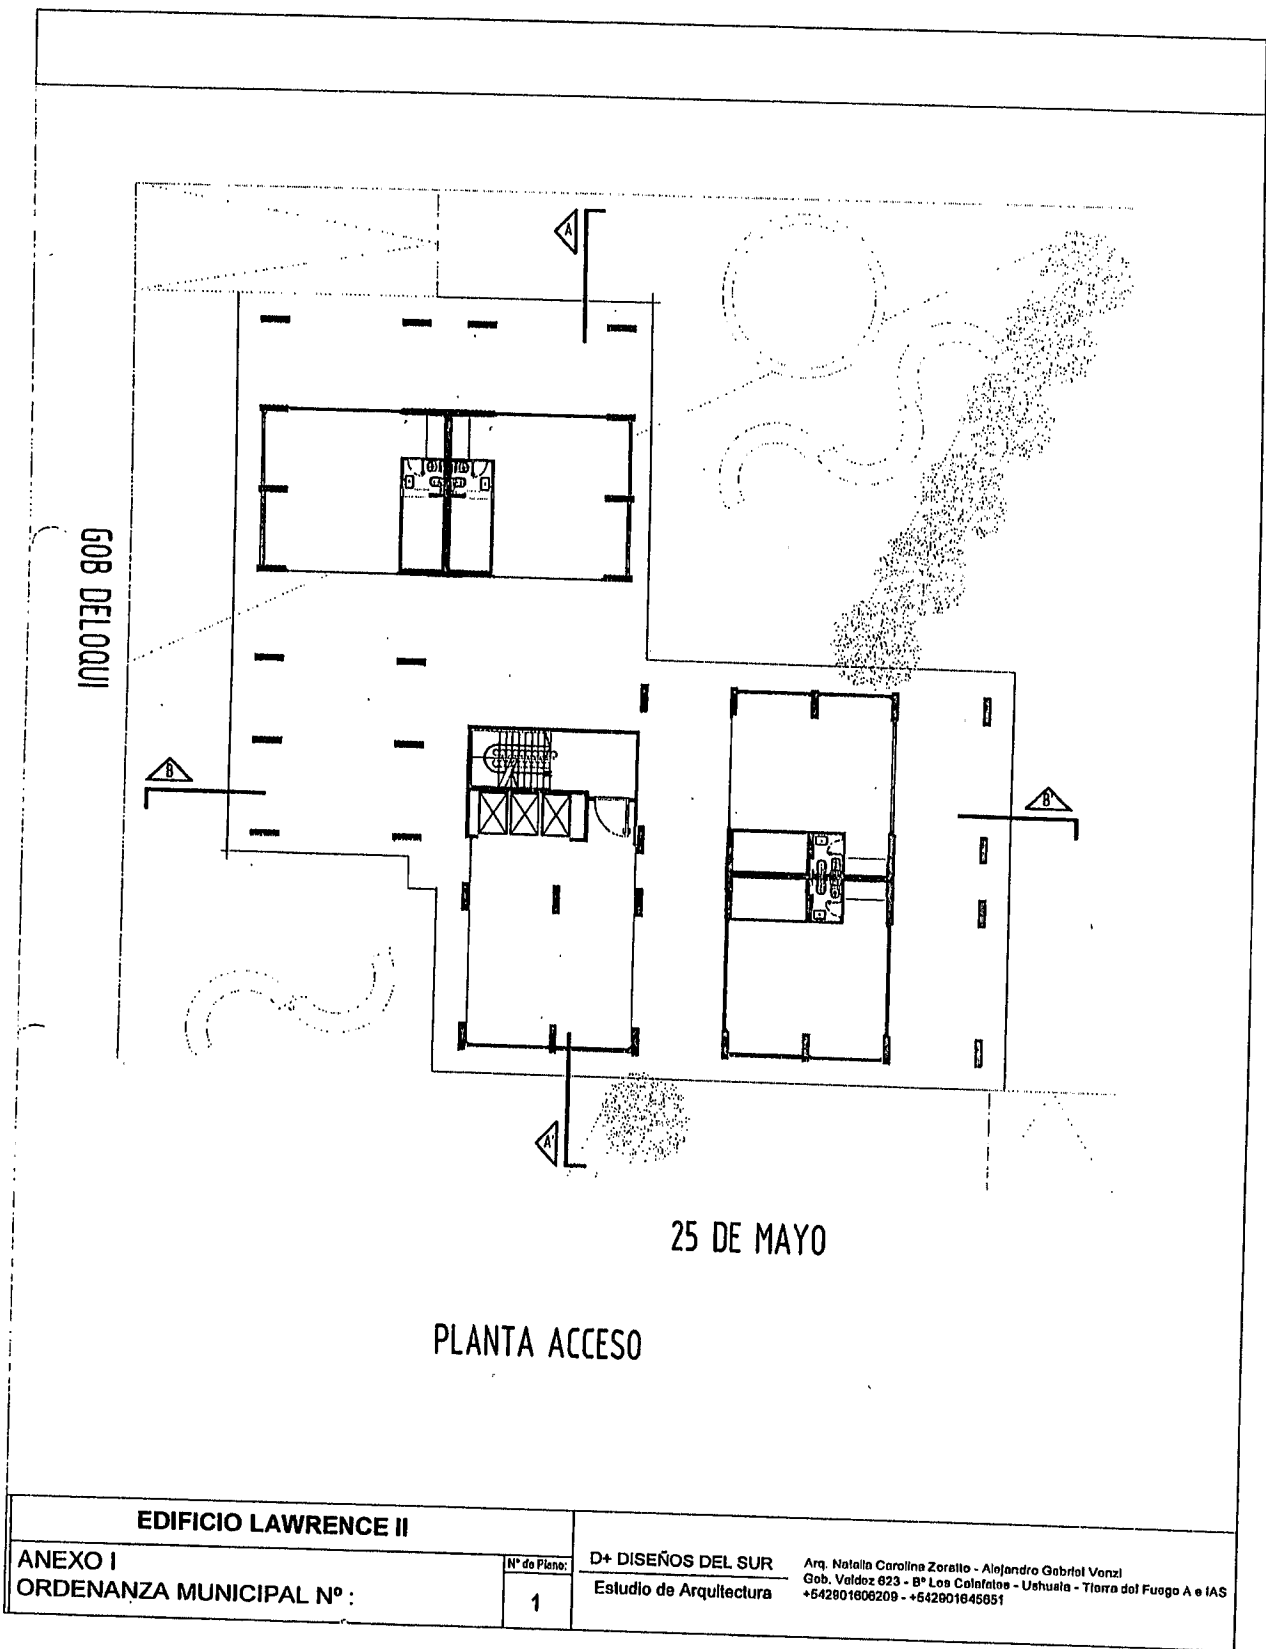 A
GOB DELOQUI
B
B'
A'
25 DE MAYO
PLANTA ACCESO
EDIFICIO LAWRENCE II
ANEXO I
ORDENANZA MUNICIPAL Nº :
Nº de Plano:
1
D+ DISEÑOS DEL SUR
Estudio de Arquitectura
Arq. Natalia Carolina Zoratto - Alejandro Gabriel Vonzi
Gob. Valdez 623 - Bº Los Calafates - Ushuaia - Tierra del Fuego A e IAS
+542901606209 - +542901645651